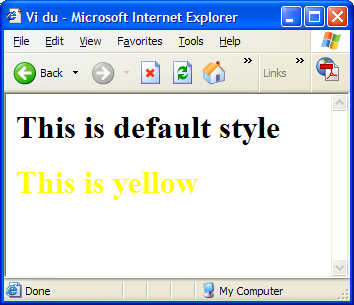 Vi du - Microsoft Internet Explorer
File Edit View Favorites Tools Help
Back Links
This is default style
This is yellow
Done My Computer